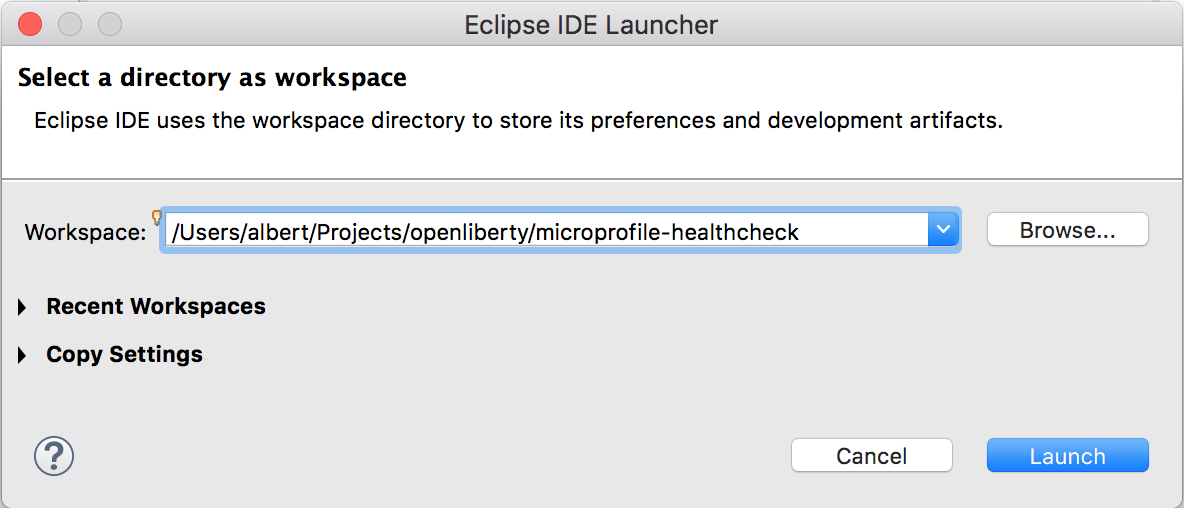 Eclipse IDE Launcher
Select a directory as workspace
Eclipse IDE uses the workspace directory to store its preferences and development artifacts.
Workspace: /Users/albert/Projects/openliberty/microprofile-healthcheck Browse...
Recent Workspaces
Copy Settings
? Cancel Launch